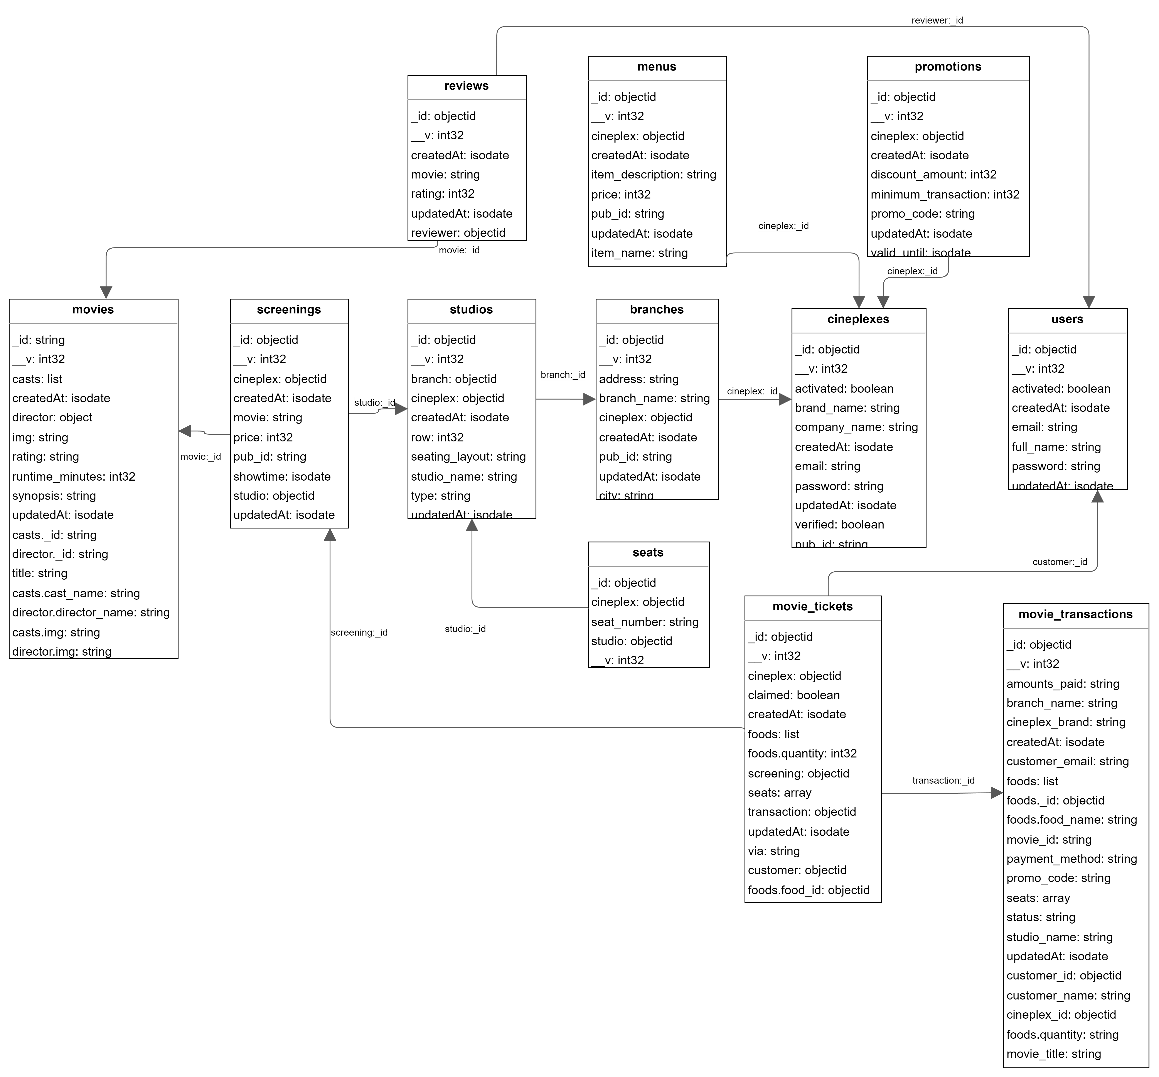 reviewer:_id
reviews
_id: objectid
__v: int32
createdAt: isodate
movie: string
rating: int32
updatedAt: isodate
reviewer: objectid
menus
_id: objectid
__v: int32
cineplex: objectid
createdAt: isodate
item_description: string
price: int32
pub_id: string
updatedAt: isodate
item_name: string
promotions
_id: objectid
__v: int32
cineplex: objectid
createdAt: isodate
discount_amount: int32
minimum_transaction: int32
promo_code: string
updatedAt: isodate
valid_until: isodate
movie:_id
cineplex:_id
cineplex:_id
movies
_id: string
__v: int32
casts: list
createdAt: isodate
director: object
img: string
rating: string
runtime_minutes: int32
synopsis: string
updatedAt: isodate
casts._id: string
director._id: string
title: string
casts.cast_name: string
director.director_name: string
casts.img: string
director.img: string
movie:_id
screenings
_id: objectid
__v: int32
cineplex: objectid
createdAt: isodate
movie: string
price: int32
pub_id: string
showtime: isodate
studio: objectid
updatedAt: isodate
studio:_id
studios
_id: objectid
__v: int32
branch: objectid
cineplex: objectid
createdAt: isodate
row: int32
seating_layout: string
studio_name: string
type: string
updatedAt: isodate
branch:_id
branches
_id: objectid
__v: int32
address: string
branch_name: string
cineplex: objectid
createdAt: isodate
pub_id: string
updatedAt: isodate
city: string
cineplex:_id
cineplexes
_id: objectid
__v: int32
activated: boolean
brand_name: string
company_name: string
createdAt: isodate
email: string
password: string
updatedAt: isodate
verified: boolean
pub_id: string
users
_id: objectid
__v: int32
activated: boolean
createdAt: isodate
email: string
full_name: string
password: string
updatedAt: isodate
seats
_id: objectid
cineplex: objectid
seat_number: string
studio: objectid
__v: int32
studio:_id
screening:_id
customer:_id
movie_tickets
_id: objectid
__v: int32
cineplex: objectid
claimed: boolean
createdAt: isodate
foods: list
foods.quantity: int32
screening: objectid
seats: array
transaction: objectid
updatedAt: isodate
via: string
customer: objectid
foods.food_id: objectid
transaction:_id
movie_transactions
_id: objectid
__v: int32
amounts_paid: string
branch_name: string
cineplex_brand: string
createdAt: isodate
customer_email: string
foods: list
foods._id: objectid
foods.food_name: string
movie_id: string
payment_method: string
promo_code: string
seats: array
status: string
studio_name: string
updatedAt: isodate
customer_id: objectid
customer_name: string
cineplex_id: objectid
foods.quantity: string
movie_title: string